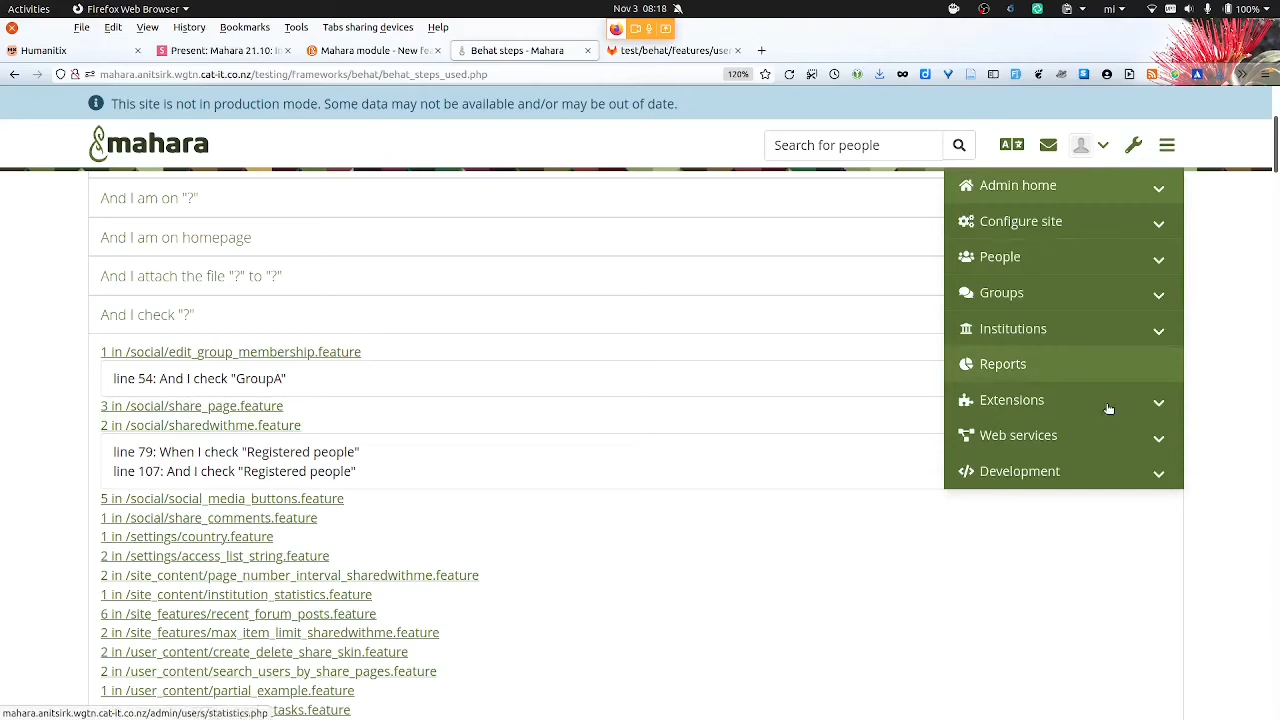 Activities
Firefox Web Browser
Nov 3 08:18
mi
100%
File Edit View History Bookmarks Tools Tabs sharing devices Help
Humanitix
Present: Mahara 21.10: In
Mahara module - New fea
Behat steps - Mahara
test/behat/features/user
mahara.anitsirk.wgtn.cat-it.co.nz/testing/frameworks/behat/behat_steps_used.php
120%
This site is not in production mode. Some data may not be available and/or may be out of date.
mahara
Search for people
And I am on "?"
And I am on homepage
And I attach the file "?" to "?"
And I check "?"
1 in /social/edit_group_membership.feature
line 54: And I check "GroupA"
3 in /social/share_page.feature
2 in /social/sharedwithme.feature
line 79: When I check "Registered people"
line 107: And I check "Registered people"
5 in /social/social_media_buttons.feature
1 in /social/share_comments.feature
1 in /settings/country.feature
2 in /settings/access_list_string.feature
2 in /site_content/page_number_interval_sharedwithme.feature
1 in /site_content/institution_statistics.feature
6 in /site_features/recent_forum_posts.feature
2 in /site_features/max_item_limit_sharedwithme.feature
2 in /user_content/create_delete_share_skin.feature
2 in /user_content/search_users_by_share_pages.feature
1 in /user_content/partial_example.feature
tasks.feature
Admin home
Configure site
People
Groups
Institutions
Reports
Extensions
Web services
Development
mahara.anitsirk.wgtn.cat-it.co.nz/admin/users/statistics.php